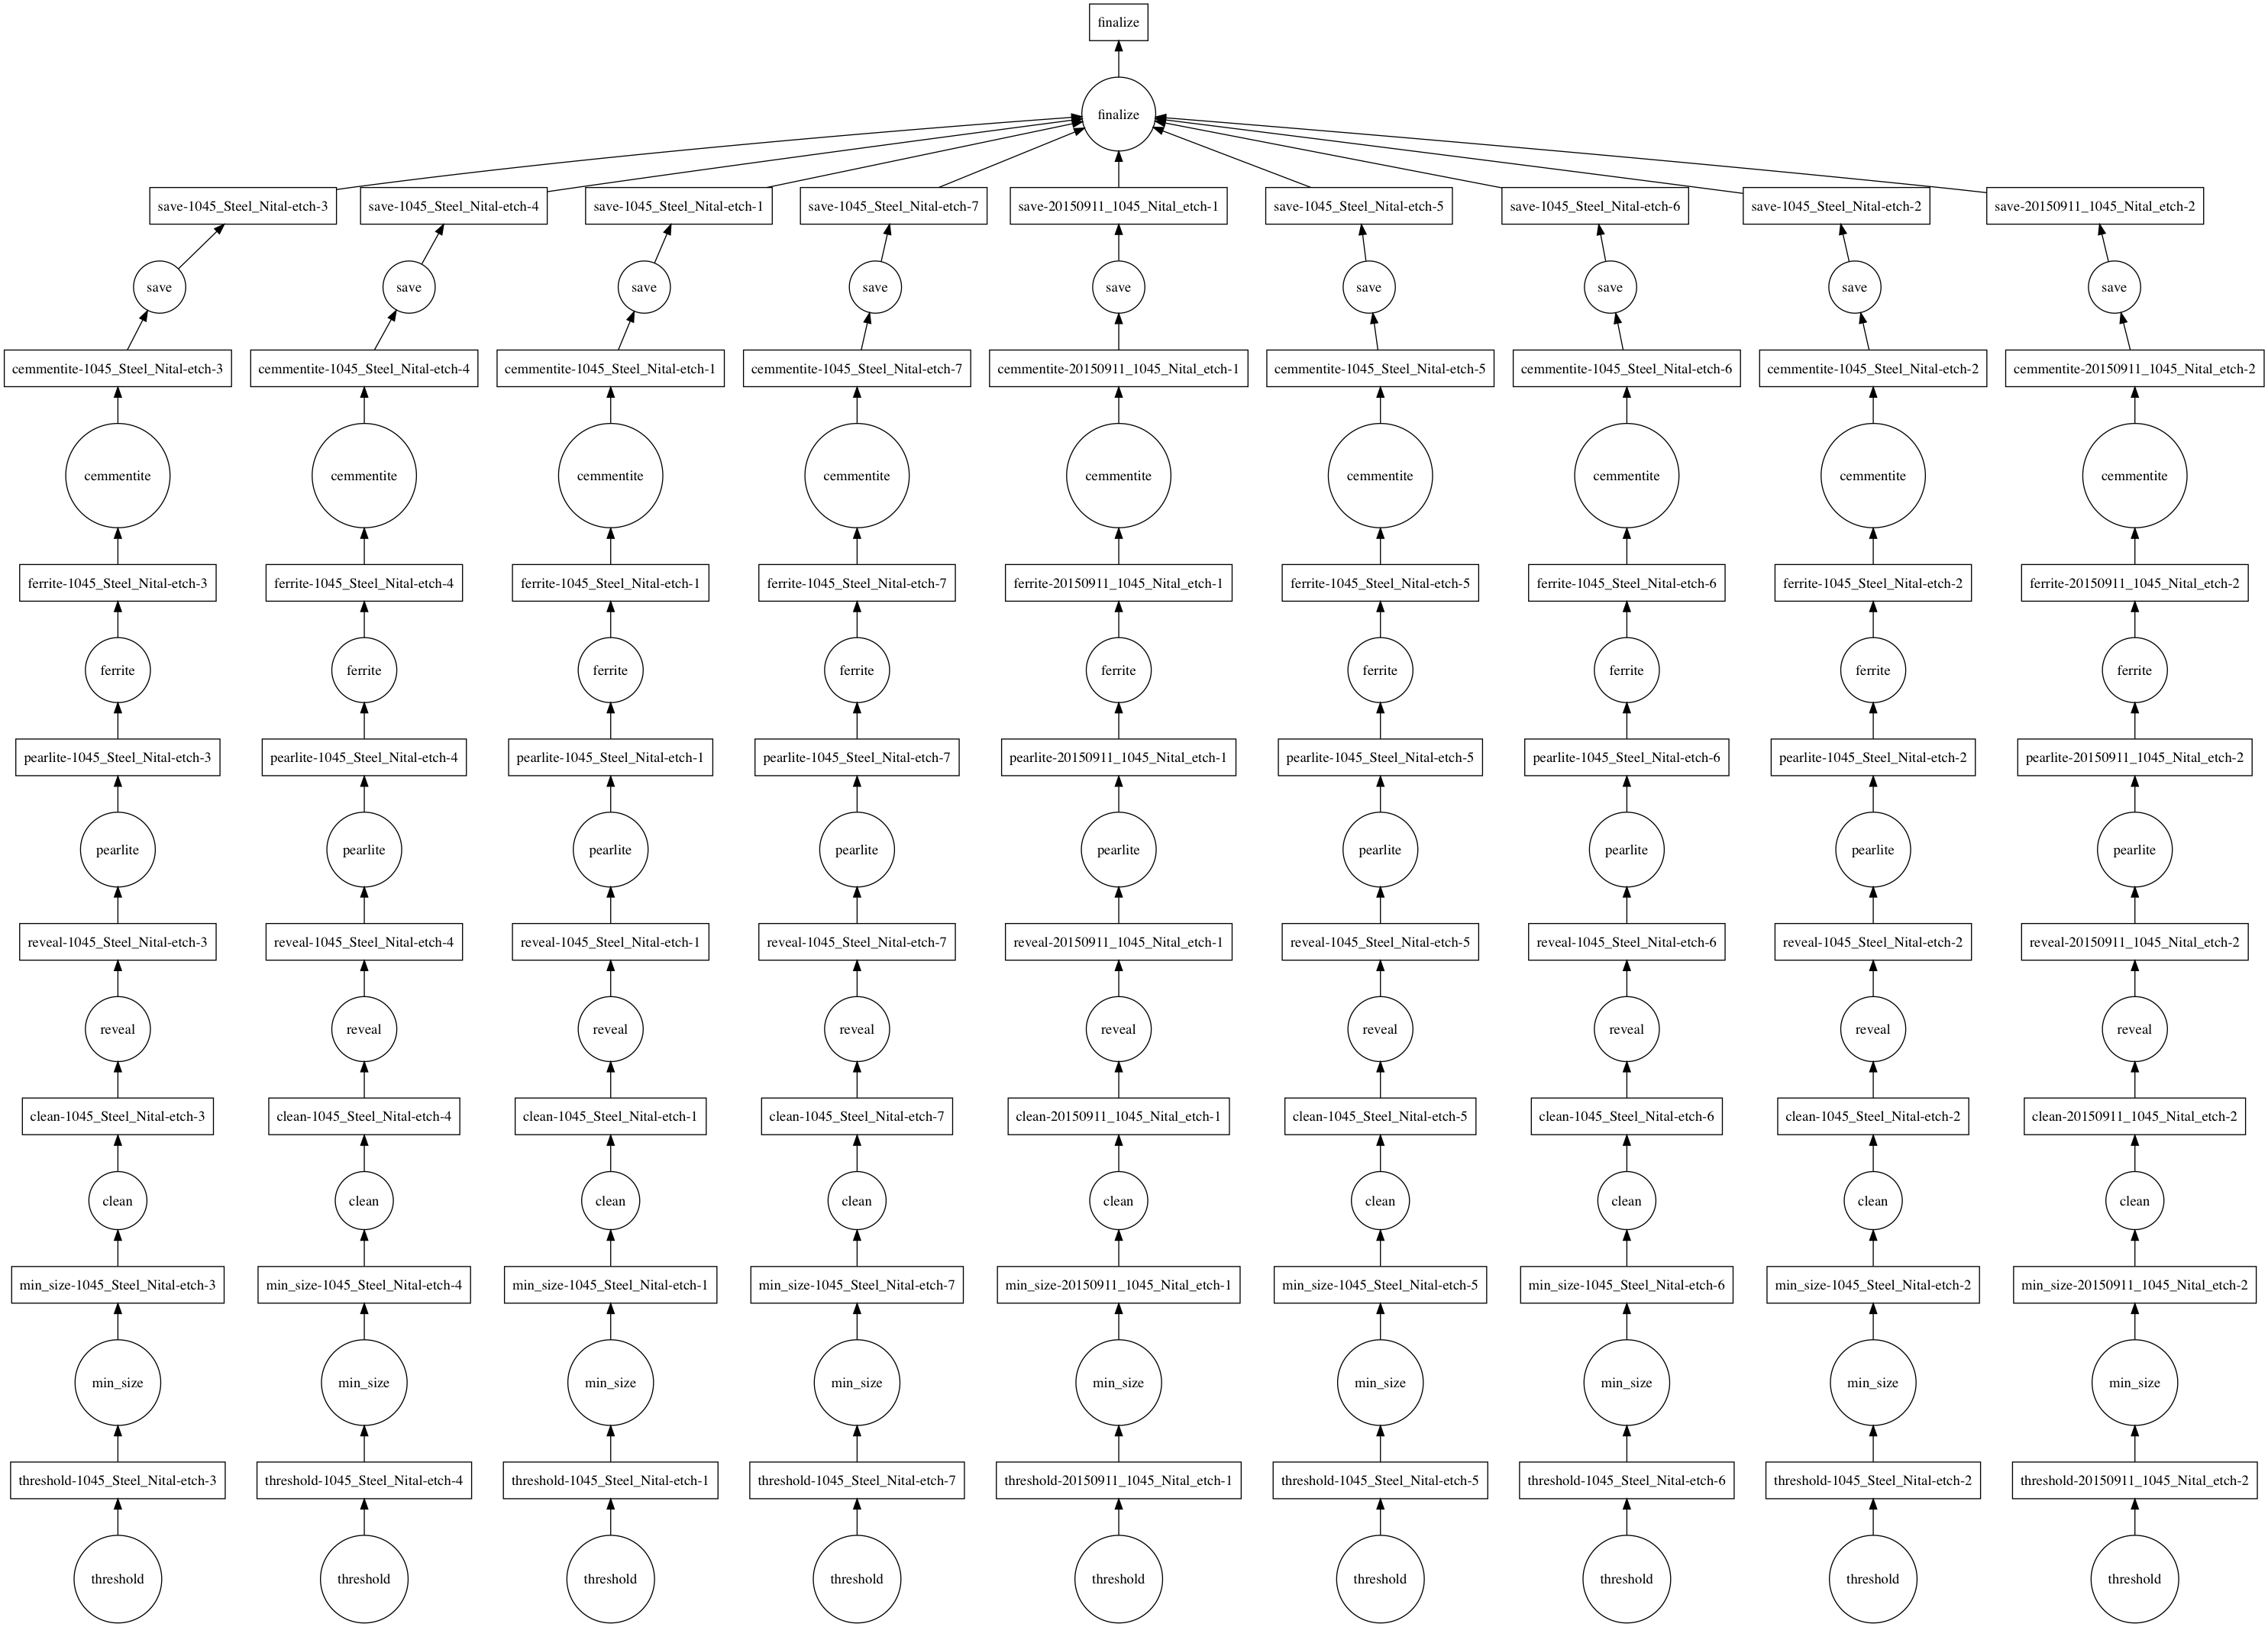 finalize
finalize
save-1045_Steel_Nital-etch-3 save-1045_Steel_Nital-etch-4 save-1045_Steel_Nital-etch-1 save-1045_Steel_Nital-etch-7 save-20150911_1045_Nital_etch-1 save-1045_Steel_Nital-etch-5 save-1045_Steel_Nital-etch-6 save-1045_Steel_Nital-etch-2 save-20150911_1045_Nital_etch-2
save save save save save save save save save
cemmentite-1045_Steel_Nital-etch-3 cemmentite-1045_Steel_Nital-etch-4 cemmentite-1045_Steel_Nital-etch-1 cemmentite-1045_Steel_Nital-etch-7 cemmentite-20150911_1045_Nital_etch-1 cemmentite-1045_Steel_Nital-etch-5 cemmentite-1045_Steel_Nital-etch-6 cemmentite-1045_Steel_Nital-etch-2 cemmentite-20150911_1045_Nital_etch-2
cemmentite cemmentite cemmentite cemmentite cemmentite cemmentite cemmentite cemmentite cemmentite
ferrite-1045_Steel_Nital-etch-3 ferrite-1045_Steel_Nital-etch-4 ferrite-1045_Steel_Nital-etch-1 ferrite-1045_Steel_Nital-etch-7 ferrite-20150911_1045_Nital_etch-1 ferrite-1045_Steel_Nital-etch-5 ferrite-1045_Steel_Nital-etch-6 ferrite-1045_Steel_Nital-etch-2 ferrite-20150911_1045_Nital_etch-2
ferrite ferrite ferrite ferrite ferrite ferrite ferrite ferrite ferrite
pearlite-1045_Steel_Nital-etch-3 pearlite-1045_Steel_Nital-etch-4 pearlite-1045_Steel_Nital-etch-1 pearlite-1045_Steel_Nital-etch-7 pearlite-20150911_1045_Nital_etch-1 pearlite-1045_Steel_Nital-etch-5 pearlite-1045_Steel_Nital-etch-6 pearlite-1045_Steel_Nital-etch-2 pearlite-20150911_1045_Nital_etch-2
pearlite pearlite pearlite pearlite pearlite pearlite pearlite pearlite pearlite
reveal-1045_Steel_Nital-etch-3 reveal-1045_Steel_Nital-etch-4 reveal-1045_Steel_Nital-etch-1 reveal-1045_Steel_Nital-etch-7 reveal-20150911_1045_Nital_etch-1 reveal-1045_Steel_Nital-etch-5 reveal-1045_Steel_Nital-etch-6 reveal-1045_Steel_Nital-etch-2 reveal-20150911_1045_Nital_etch-2
reveal reveal reveal reveal reveal reveal reveal reveal reveal
clean-1045_Steel_Nital-etch-3 clean-1045_Steel_Nital-etch-4 clean-1045_Steel_Nital-etch-1 clean-1045_Steel_Nital-etch-7 clean-20150911_1045_Nital_etch-1 clean-1045_Steel_Nital-etch-5 clean-1045_Steel_Nital-etch-6 clean-1045_Steel_Nital-etch-2 clean-20150911_1045_Nital_etch-2
clean clean clean clean clean clean clean clean clean
min_size-1045_Steel_Nital-etch-3 min_size-1045_Steel_Nital-etch-4 min_size-1045_Steel_Nital-etch-1 min_size-1045_Steel_Nital-etch-7 min_size-20150911_1045_Nital_etch-1 min_size-1045_Steel_Nital-etch-5 min_size-1045_Steel_Nital-etch-6 min_size-1045_Steel_Nital-etch-2 min_size-20150911_1045_Nital_etch-2
min_size min_size min_size min_size min_size min_size min_size min_size min_size
threshold-1045_Steel_Nital-etch-3 threshold-1045_Steel_Nital-etch-4 threshold-1045_Steel_Nital-etch-1 threshold-1045_Steel_Nital-etch-7 threshold-20150911_1045_Nital_etch-1 threshold-1045_Steel_Nital-etch-5 threshold-1045_Steel_Nital-etch-6 threshold-1045_Steel_Nital-etch-2 threshold-20150911_1045_Nital_etch-2
threshold threshold threshold threshold threshold threshold threshold threshold threshold